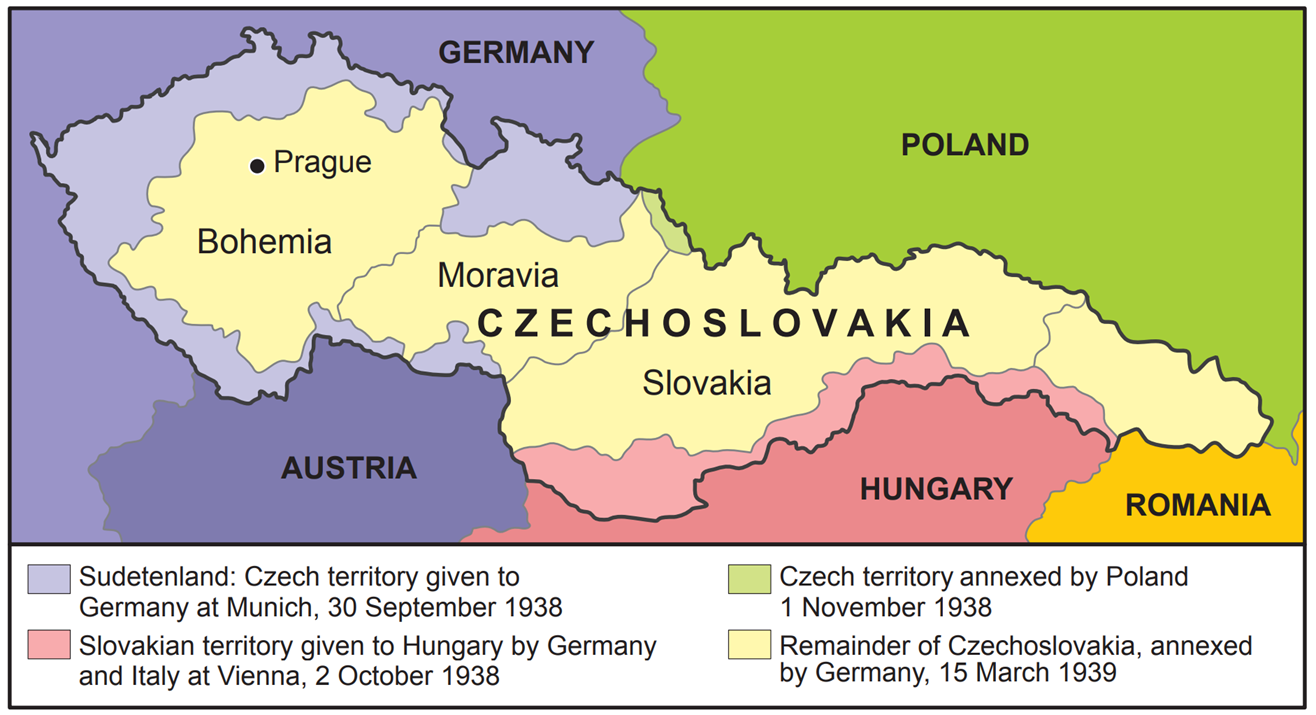 GERMANY
POLAND
Prague
Bohemia
Moravia
CZECHOSLOVAKIA
Slovakia
AUSTRIA
HUNGARY
ROMANIA
Sudetenland: Czech territory given to
Germany at Munich, 30 September 1938
Slovakian territory given to Hungary by Germany
and Italy at Vienna, 2 October 1938
Czech territory annexed by Poland
1 November 1938
Remainder of Czechoslovakia, annexed
by Germany, 15 March 1939